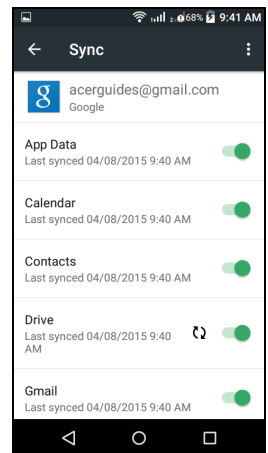 68% 9:41 AM
Sync
8
acerguides@gmail.com
Google
App Data
Last synced 04/08/2015 9:40 AM
Calendar
Last synced 04/08/2015 9:40 AM
Contacts
Last synced 04/08/2015 9:40 AM
Drive
Last synced 04/08/2015 9:40
AM
Gmail
Last synced 04/08/2015 9:40 AM